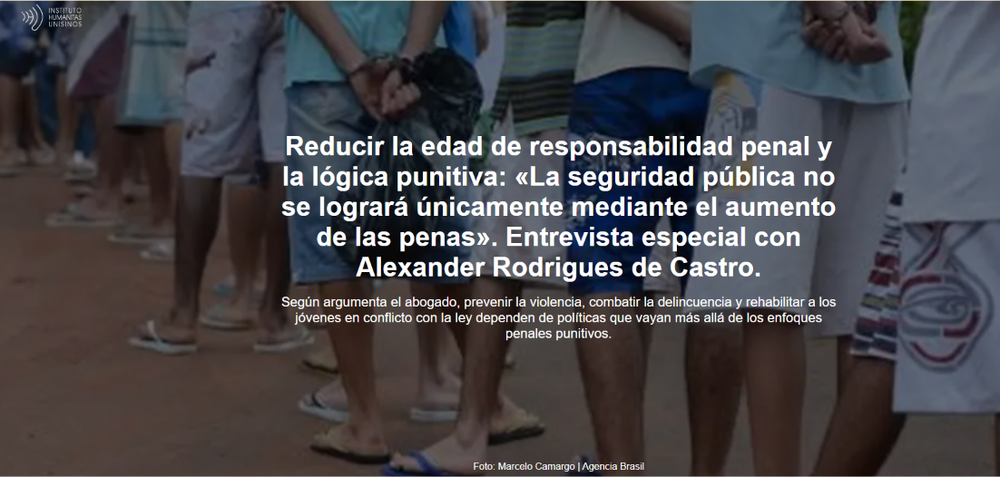 INSTITUTO
HUMANITAS
UNISINOS
Reducir la edad de responsabilidad penal y
la lógica punitiva: «La seguridad pública no
se logrará únicamente mediante el aumento
de las penas». Entrevista especial con
Alexander Rodrigues de Castro.
Según argumenta el abogado, prevenir la violencia, combatir la delincuencia y rehabilitar a los
jóvenes en conflicto con la ley dependen de políticas que vayan más allá de los enfoques
penales punitivos.
Foto: Marcelo Camargo | Agencia Brasil